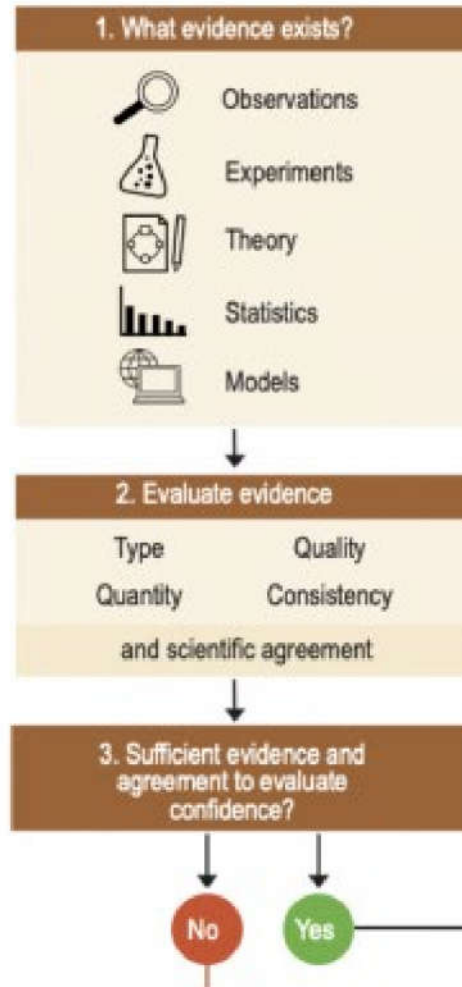 1. What evidence exists?
Observations
Experiments
Theory
Statistics
Models
2. Evaluate evidence
Type Quality
Quantity Consistency
and scientific agreement
3. Sufficient evidence and
agreement to evaluate
confidence?
No Yes